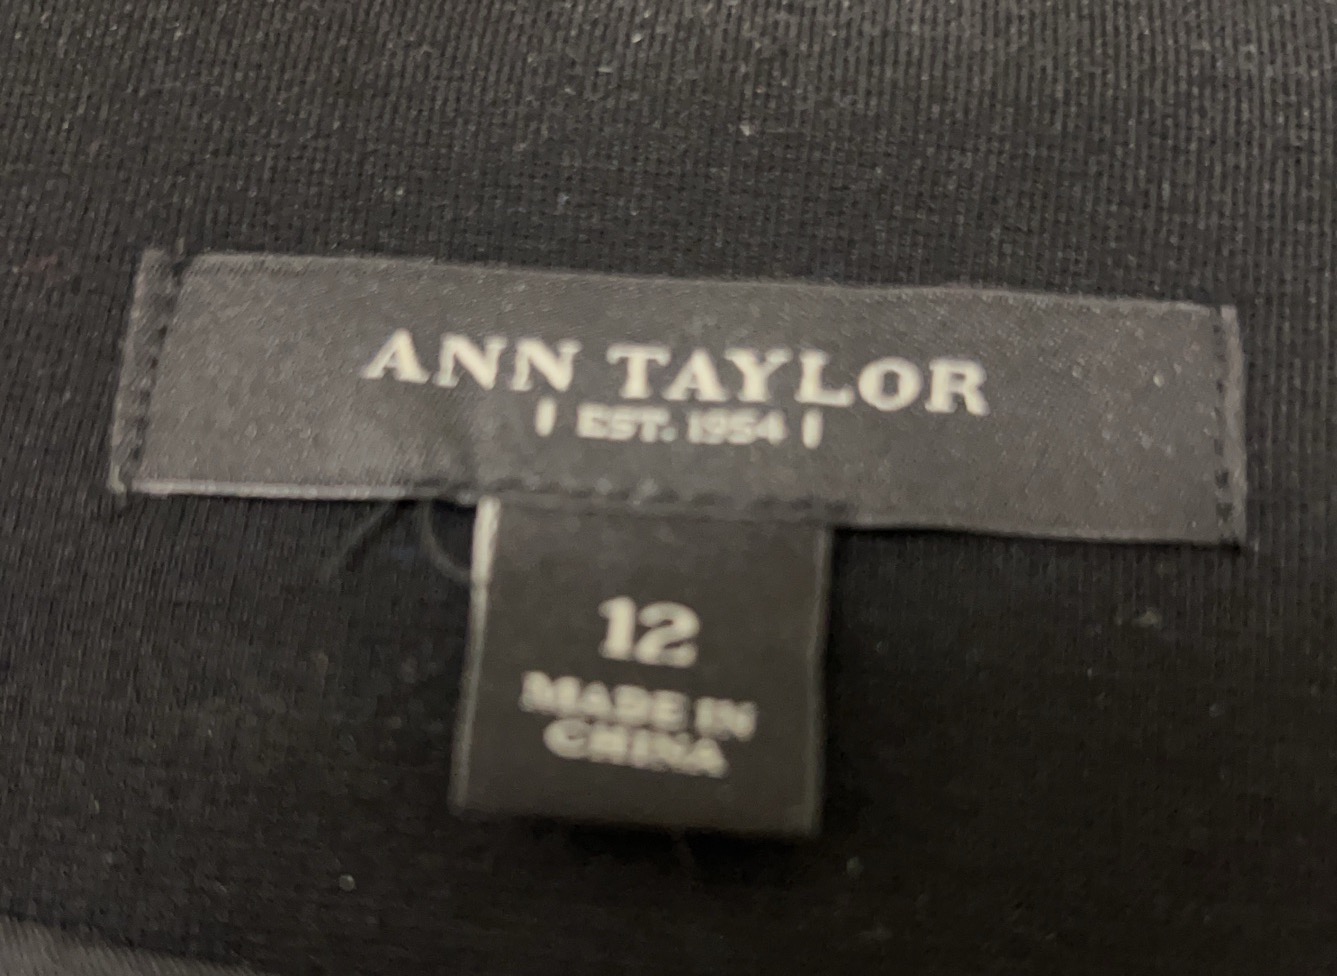 ANN TAYLOR
| EST. 1954 |
12
MADE IN
CHINA